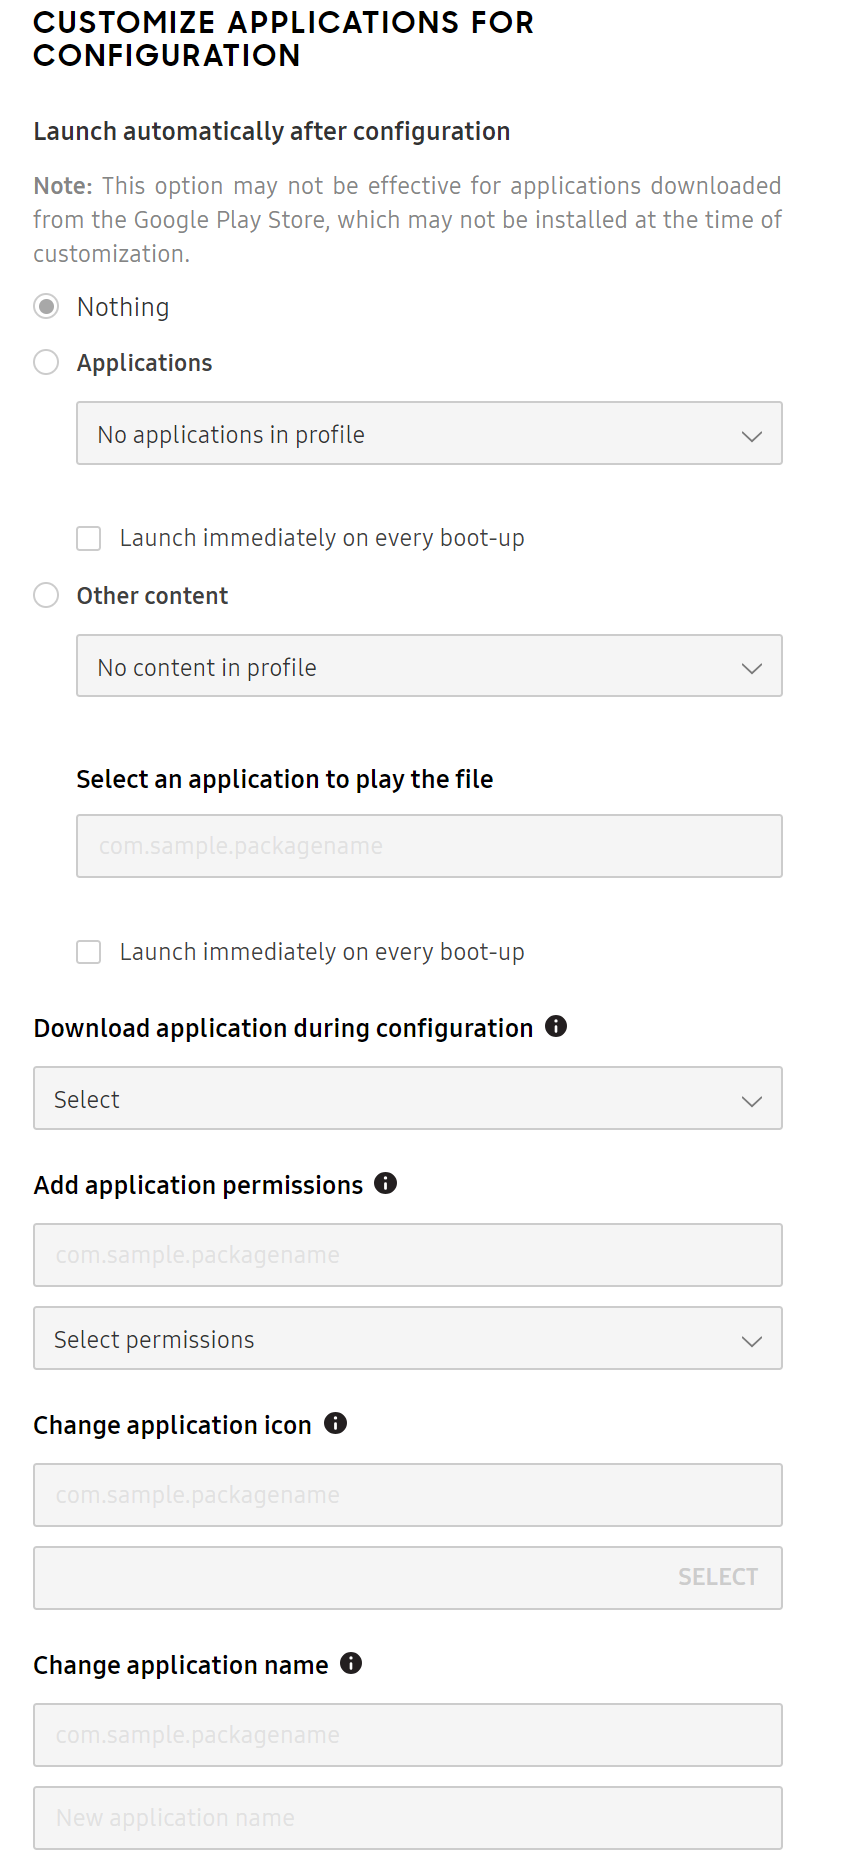 CUSTOMIZE APPLICATIONS FOR
CONFIGURATION
Launch automatically after configuration
Note: This option may not be effective for applications downloaded
from the Google Play Store, which may not be installed at the time of
customization.
Nothing
Applications
No applications in profile
Launch immediately on every boot-up
Other content
No content in profile
Select an application to play the file
com.sample.packagename
Launch immediately on every boot-up
Download application during configuration
Select
Add application permissions
com.sample.packagename
Select permissions
Change application icon
com.sample.packagename
SELECT
Change application name
com.sample.packagename
New application name